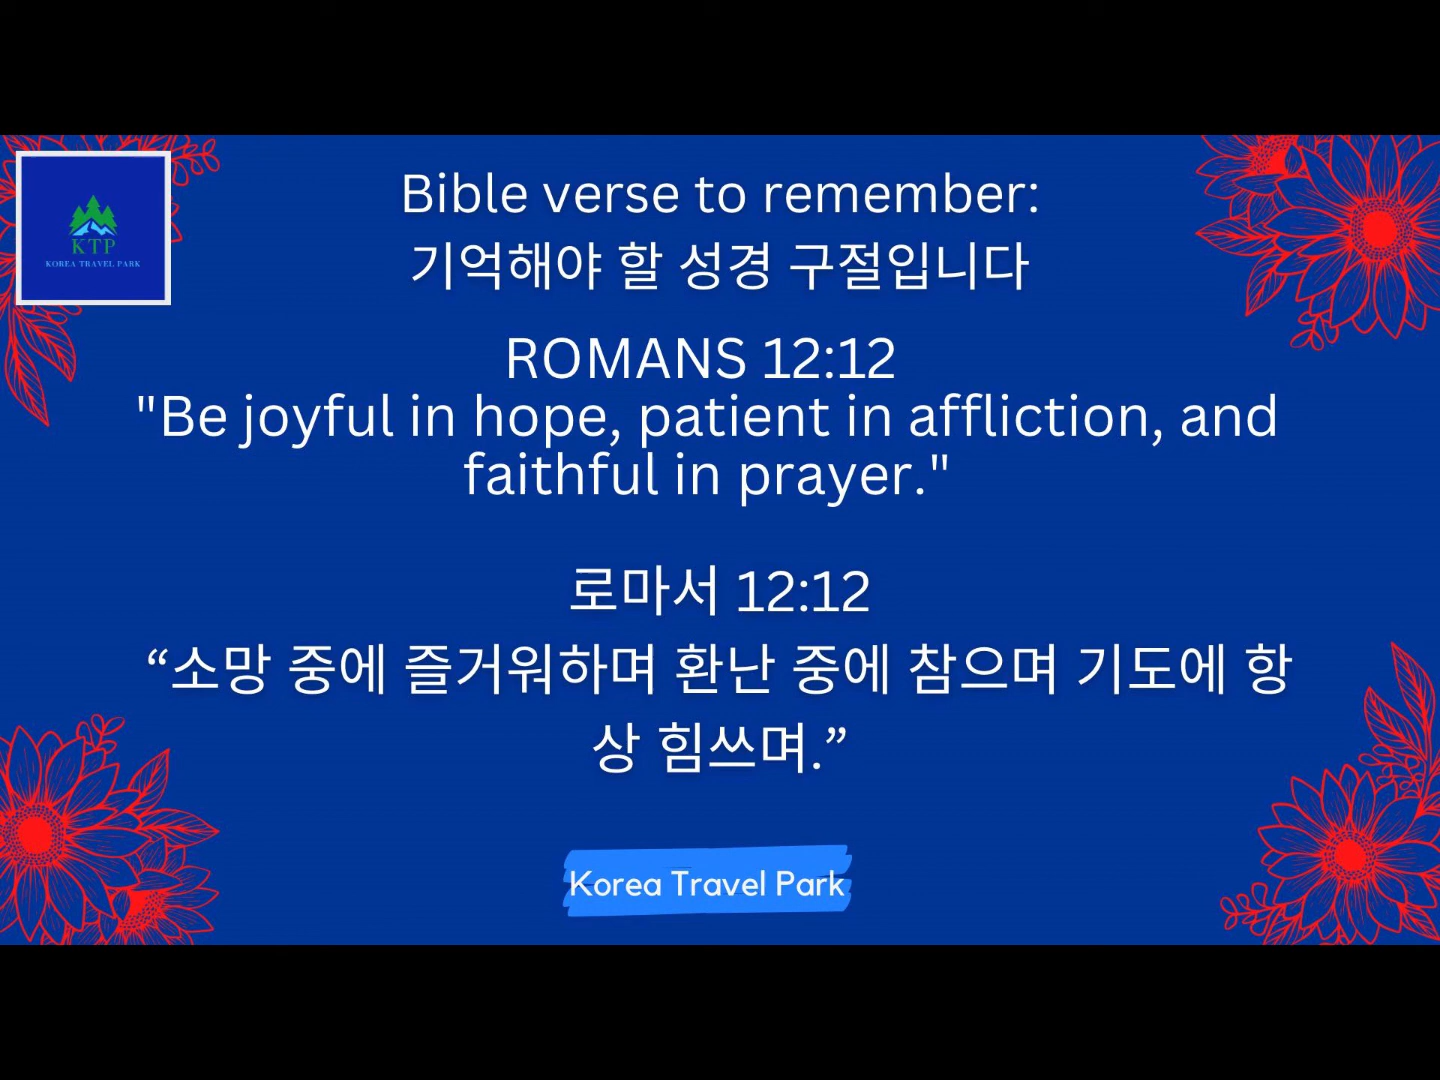 KTP
KOREA TRAVEL PARK
Bible verse to remember:
기억해야 할 성경 구절입니다
ROMANS 12:12
"Be joyful in hope, patient in affliction, and
faithful in prayer."
로마서 12:12
“소망 중에 즐거워하며 환난 중에 참으며 기도에 항
상 힘쓰며.”
Korea Travel Park